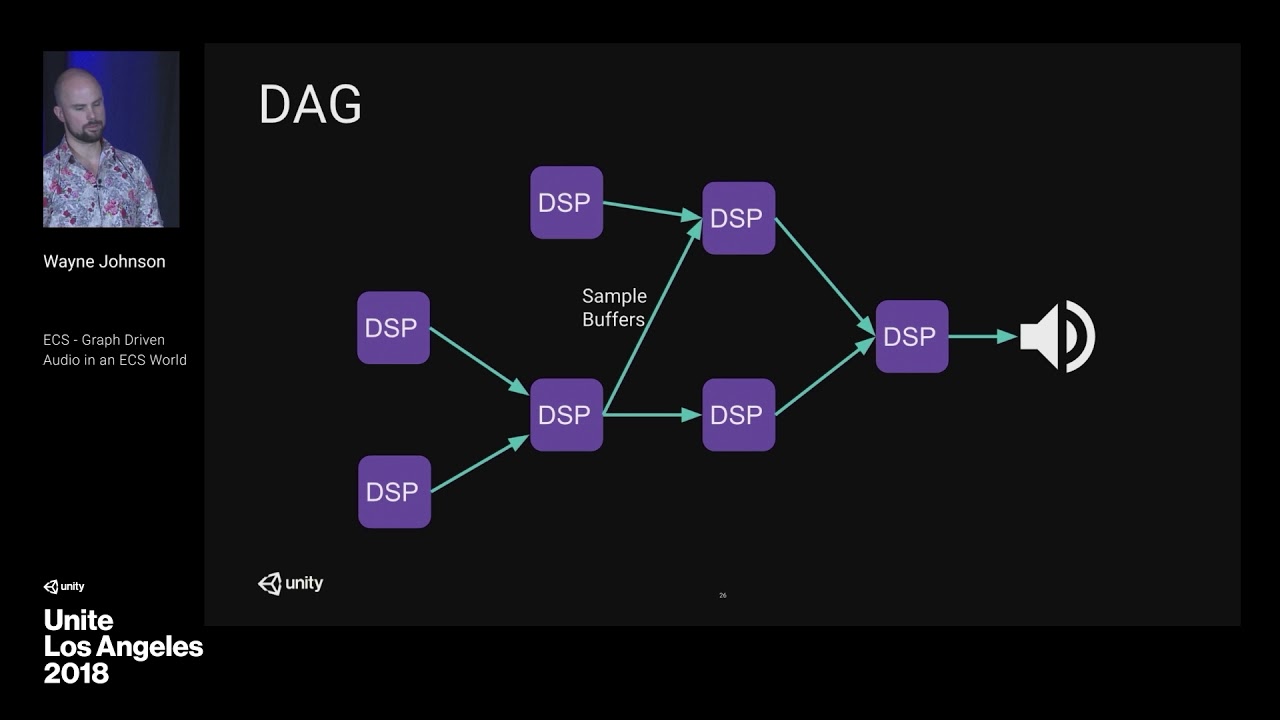 Wayne Johnson
ECS - Graph Driven
Audio in an ECS World
unity
Unite
Los Angeles
2018
DAG
DSP
DSP
Sample
Buffers
DSP
DSP
DSP
DSP
DSP
unity
26